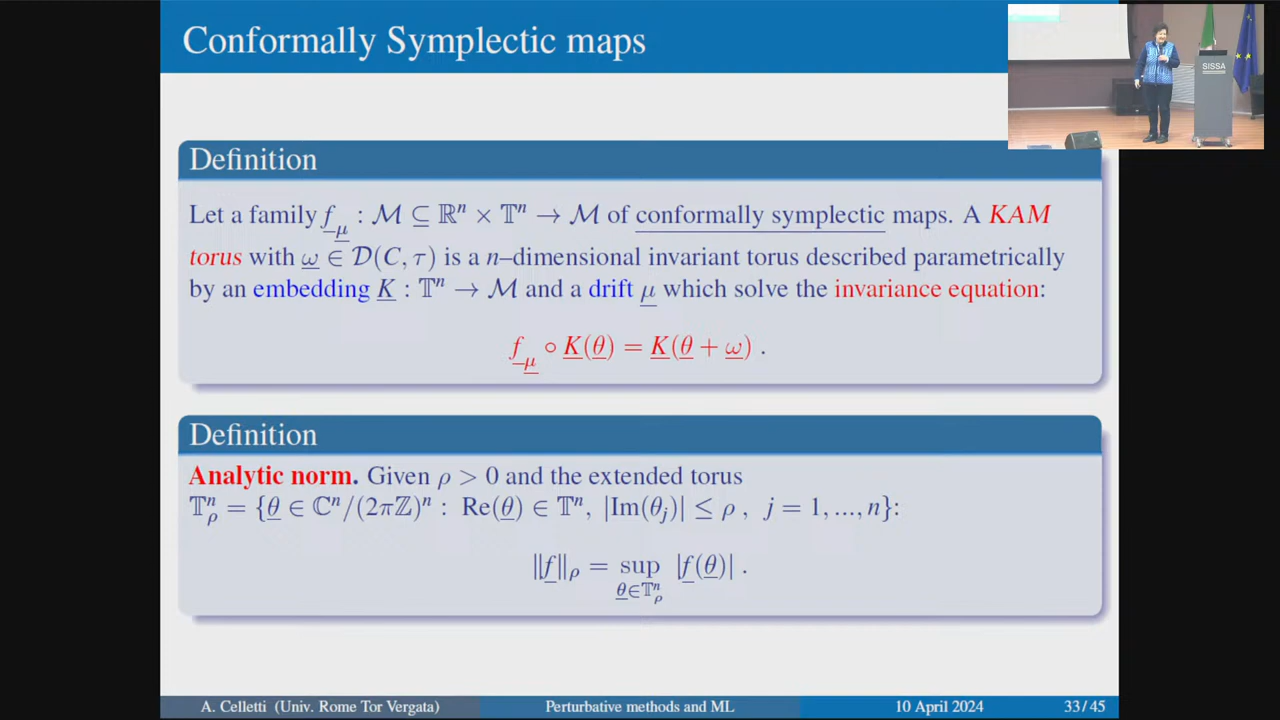 Conformally Symplectic maps
SISSA
Definition
Let a family f_μ : M ⊆ ℝⁿ × 𝕋ⁿ → M of conformally symplectic maps. A KAM
torus with ω ∈ D(C, τ) is a n–dimensional invariant torus described parametrically
by an embedding K : 𝕋ⁿ → M and a drift μ which solve the invariance equation:
f_μ ∘ K(θ) = K(θ + ω) .
Definition
Analytic norm. Given ρ > 0 and the extended torus
𝕋ⁿ_ρ = {θ ∈ ℂⁿ/(2πℤ)ⁿ : Re(θ) ∈ 𝕋ⁿ, |Im(θ_j)| ≤ ρ , j = 1, ..., n}:
‖f‖_ρ = sup_{θ∈𝕋ⁿ_ρ} |f(θ)| .
A. Celletti (Univ. Rome Tor Vergata) Perturbative methods and ML 10 April 2024 33 / 45